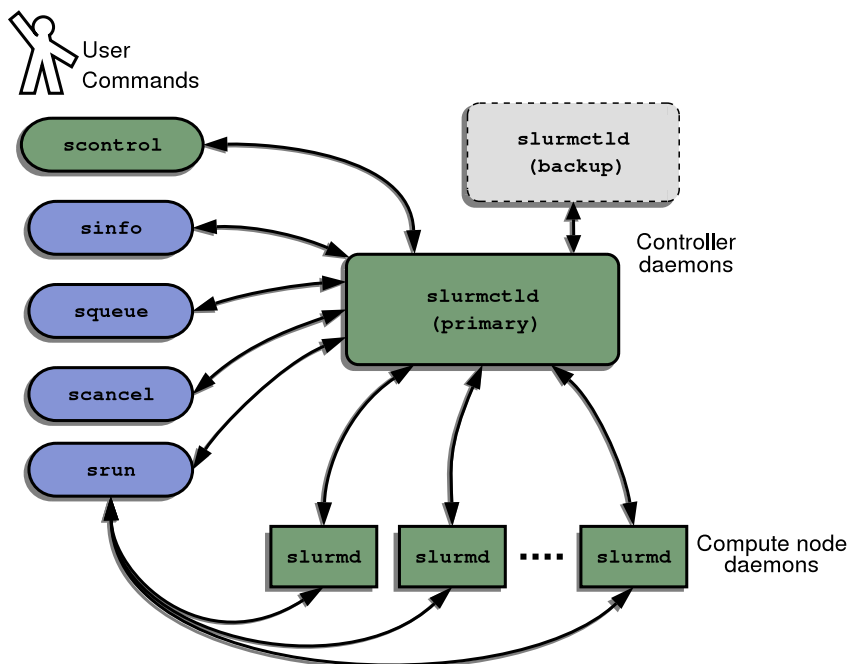 User
Commands
scontrol
sinfo
squeue
scancel
srun
slurmctld
(backup)
Controller
daemons
slurmctld
(primary)
slurmd
slurmd
slurmd
Compute node
daemons